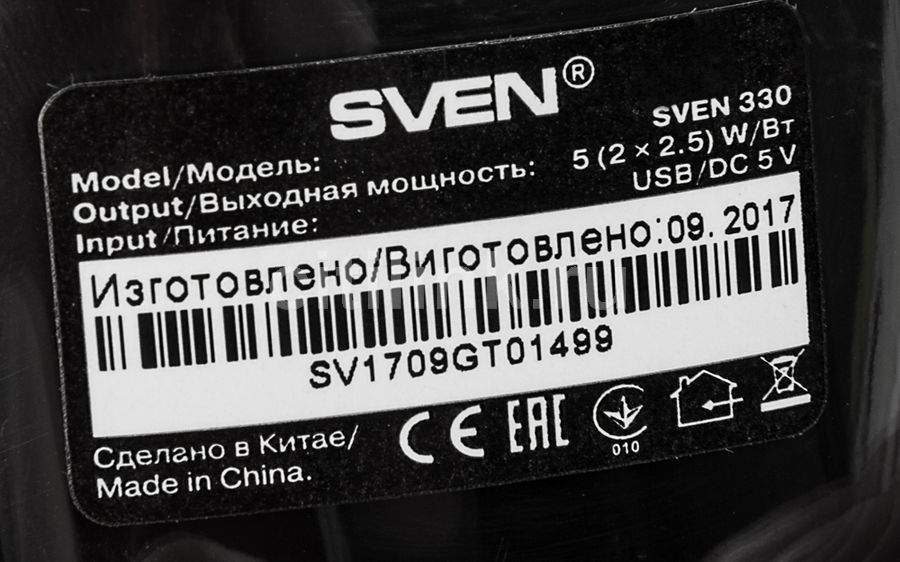 SVEN®
Model/Модель: SVEN 330
Output/Выходная мощность: 5 (2 × 2.5) W/Вт
Input/Питание: USB/DC 5 V
Изготовлено/Виготовлено: 09. 2017
SV1709GT01499
Сделано в Китае/
Made in China.
CE EAC
010